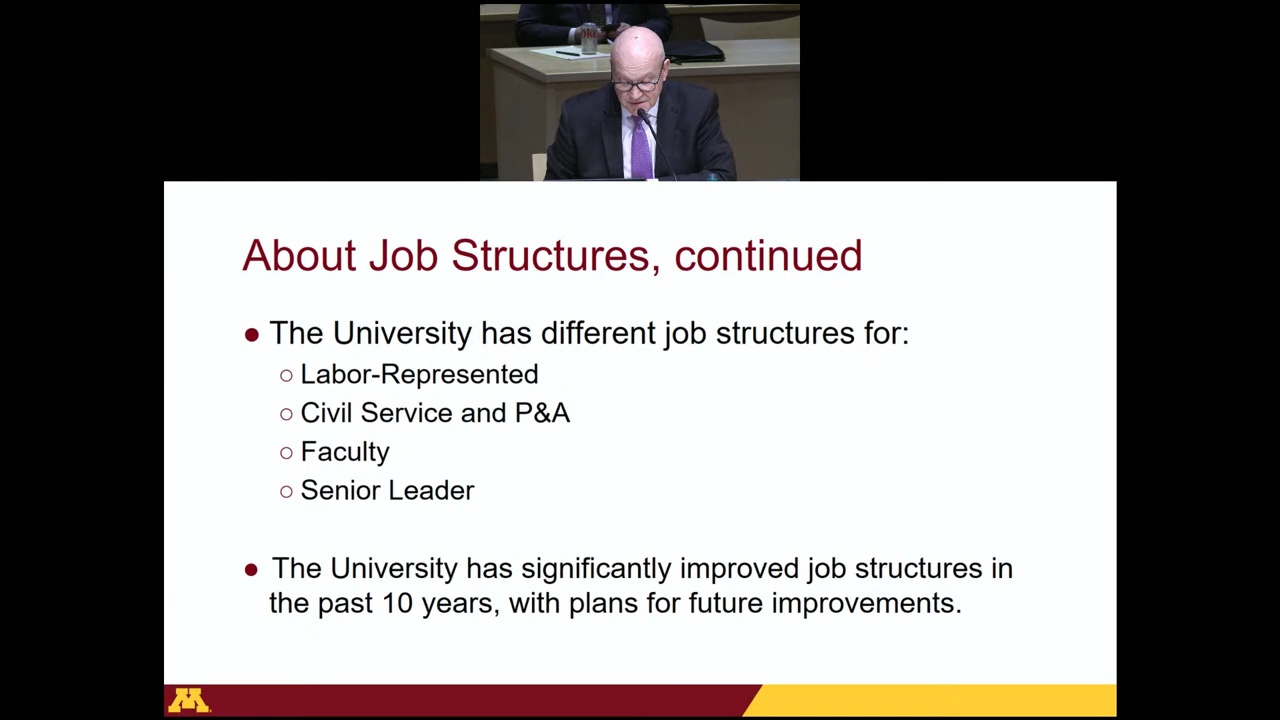 About Job Structures, continued
● The University has different job structures for:
○ Labor-Represented
○ Civil Service and P&A
○ Faculty
○ Senior Leader
● The University has significantly improved job structures in
the past 10 years, with plans for future improvements.
M